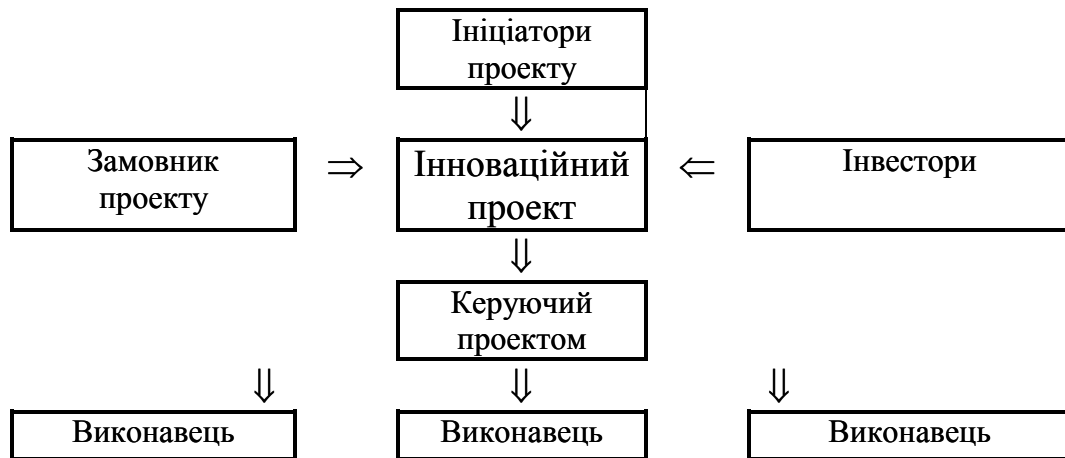 Ініціатори
проекту
⇓
Замовник
проекту
⇒
Інноваційний
проект
⇐
Інвестори
⇓
Керуючий
проектом
⇓ ⇓ ⇓
Виконавець Виконавець Виконавець